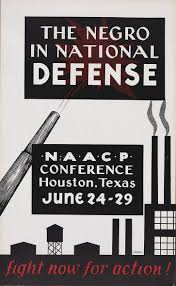 THE NEGRO
IN NATIONAL
DEFENSE
N·A·A·C·P·
CONFERENCE
Houston, Texas
JUNE 24-29
fight now for action!